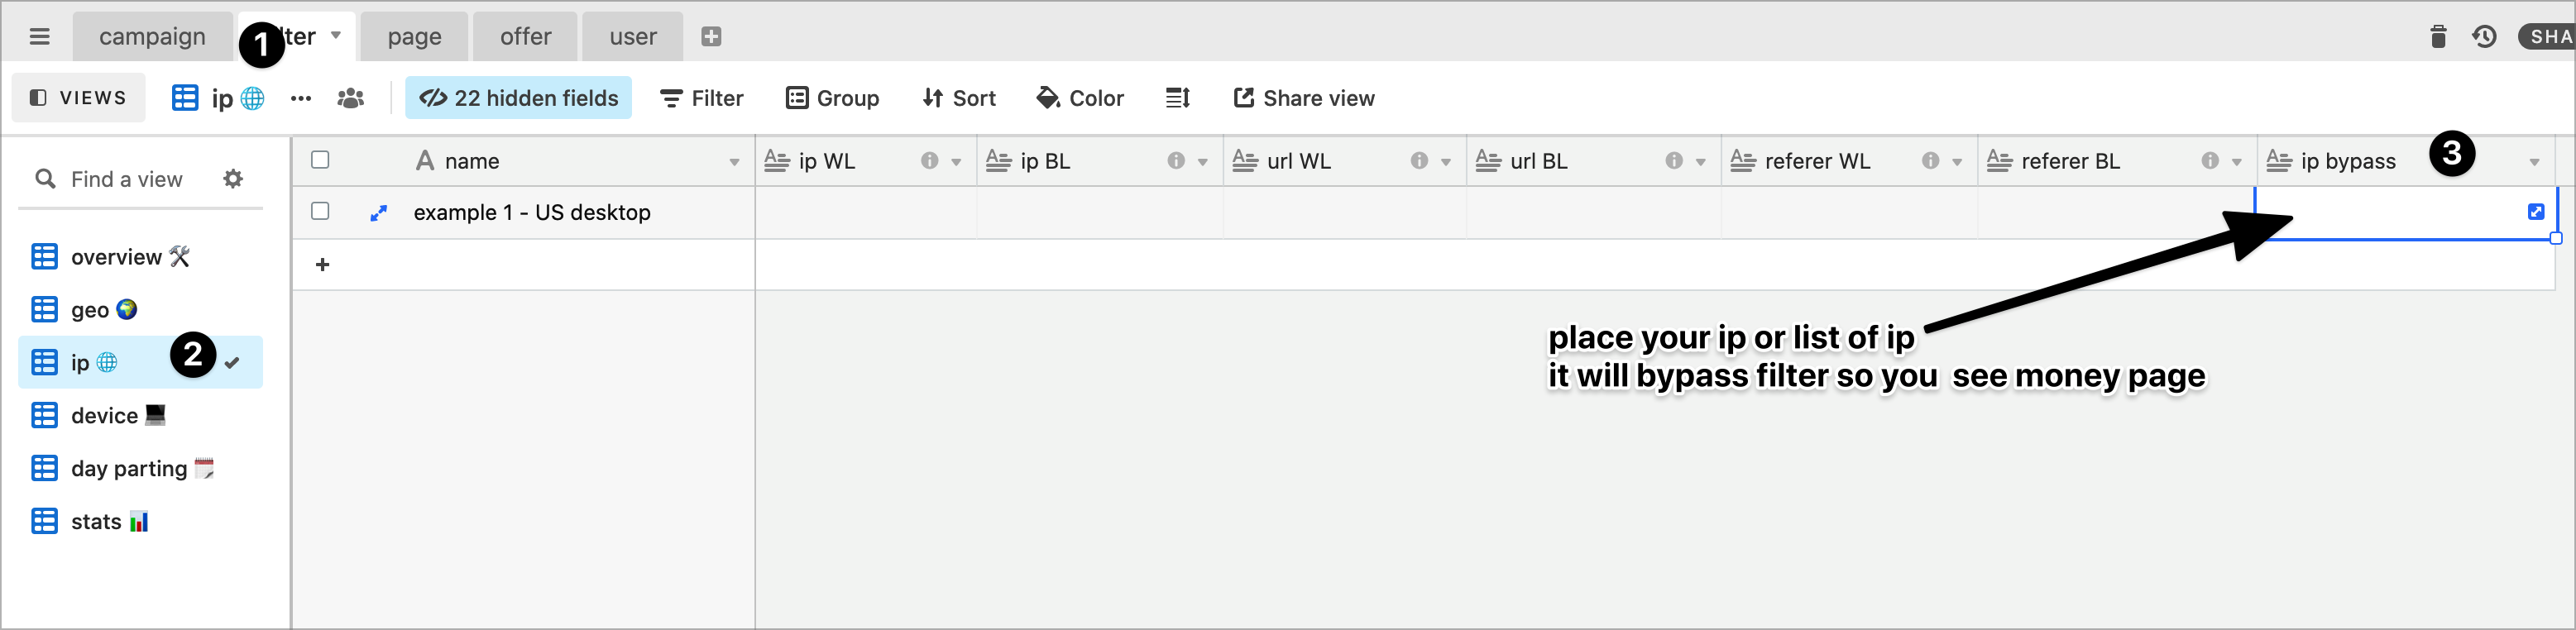 campaign 1 lter page offer user SHA
VIEWS ip 22 hidden fields Filter Group Sort Color Share view
Find a view
overview
geo
ip 2
device
day parting
stats
name ip WL ip BL url WL url BL referer WL referer BL ip bypass 3
example 1 - US desktop
+
place your ip or list of ip
it will bypass filter so you see money page